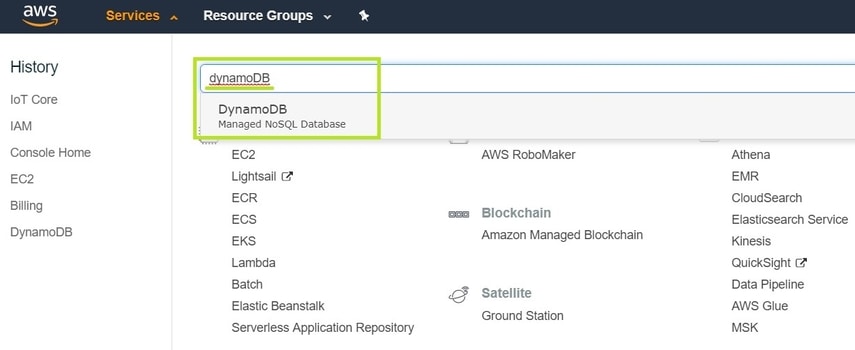 aws
Services
Resource Groups
History
IoT Core
IAM
Console Home
EC2
Billing
DynamoDB
dynamoDB
DynamoDB
Managed NoSQL Database
EC2
Lightsail
ECR
ECS
EKS
Lambda
Batch
Elastic Beanstalk
Serverless Application Repository
AWS RoboMaker
Blockchain
Amazon Managed Blockchain
Satellite
Ground Station
Athena
EMR
CloudSearch
Elasticsearch Service
Kinesis
QuickSight
Data Pipeline
AWS Glue
MSK